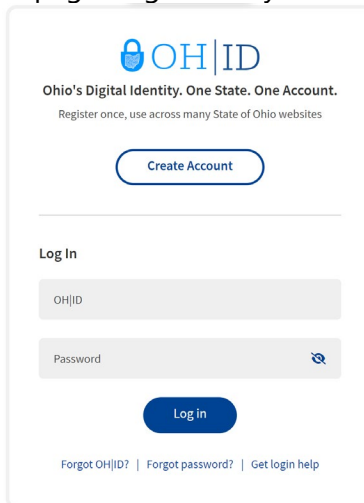 OH|ID
Ohio's Digital Identity. One State. One Account.
Register once, use across many State of Ohio websites
Create Account
Log In
OH|ID
Password
Log in
Forgot OH|ID? | Forgot password? | Get login help